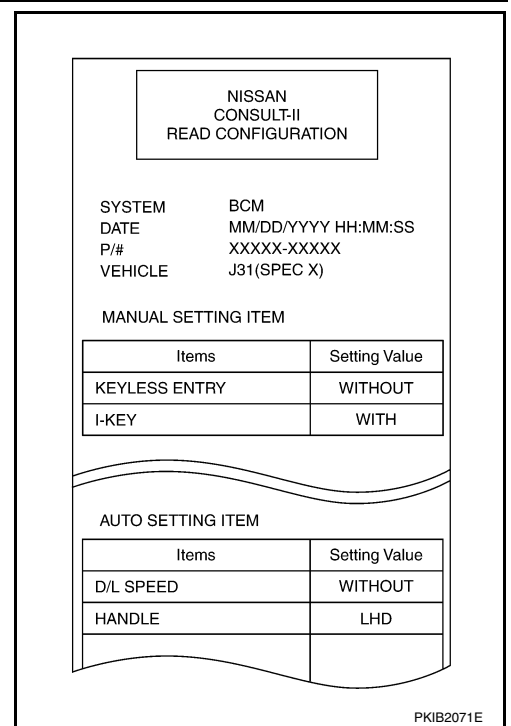 NISSAN
CONSULT-II
READ CONFIGURATION
SYSTEM BCM
DATE MM/DD/YYYY HH:MM:SS
P/# XXXXX-XXXXX
VEHICLE J31(SPEC X)
MANUAL SETTING ITEM
Items Setting Value
KEYLESS ENTRY WITHOUT
I-KEY WITH
AUTO SETTING ITEM
Items Setting Value
D/L SPEED WITHOUT
HANDLE LHD
PKIB2071E